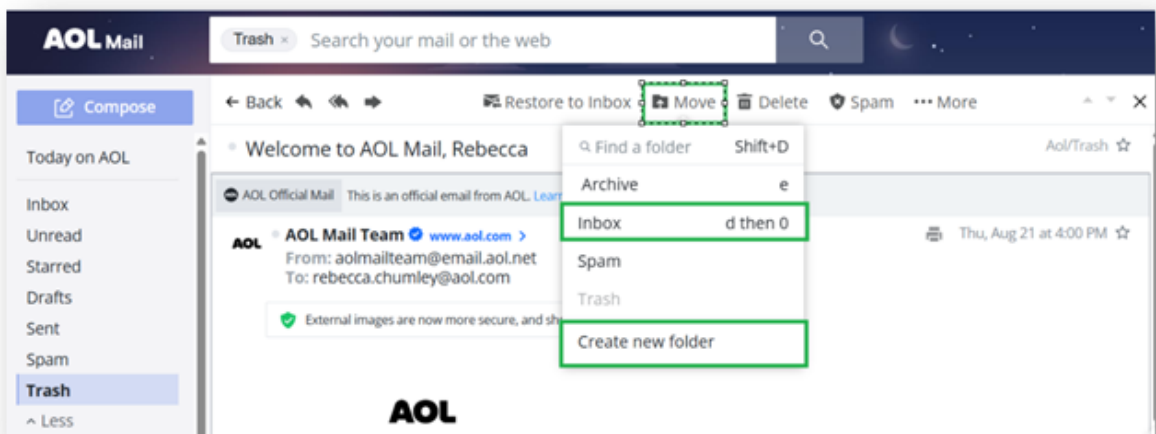 AOL Mail Trash × Search your mail or the web
Compose
Back Restore to Inbox Move Delete Spam ••• More
Today on AOL
Inbox
Unread
Starred
Drafts
Sent
Spam
Trash
Less
Welcome to AOL Mail, Rebecca
Aol/Trash
AOL Official Mail This is an official email from AOL. Learn
AOL AOL Mail Team www.aol.com >
Thu, Aug 21 at 4:00 PM
From: aolmailteam@email.aol.net
To: rebecca.chumley@aol.com
External images are now more secure, and
AOL
Find a folder Shift+D
Archive e
Inbox d then 0
Spam
Trash
Create new folder